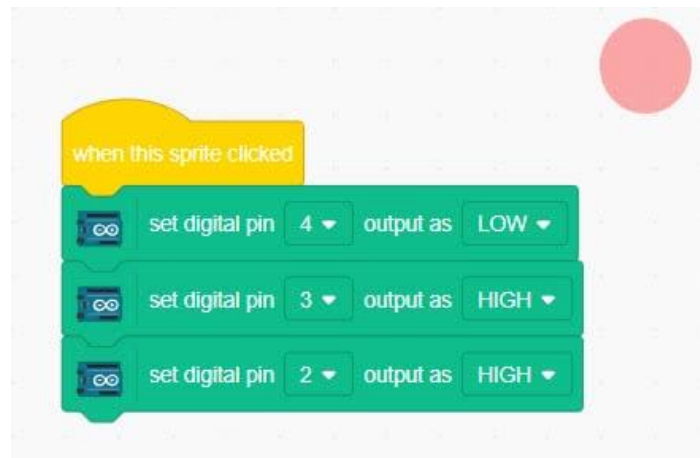 when this sprite clicked
set digital pin 4 output as LOW
set digital pin 3 output as HIGH
set digital pin 2 output as HIGH